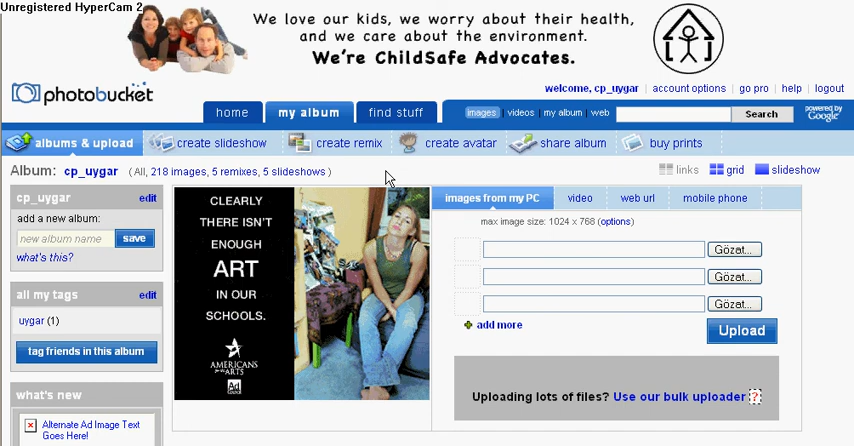 Unregistered HyperCam 2
We love our kids, we worry about their health,
and we care about the environment.
We're ChildSafe Advocates.
photobucket
welcome, cp_uygar | account options | go pro | help | logout
home
my album
find stuff
images | videos | my album | web
Search
powered by
Google
albums & upload
create slideshow
create remix
create avatar
share album
buy prints
Album: cp_uygar ( All, 218 images, 5 remixes, 5 slideshows )
links
grid
slideshow
cp_uygar
edit
add a new album:
new album name
save
what's this?
all my tags
edit
uygar (1)
tag friends in this album
what's new
Alternate Ad Image Text
Goes Here!
CLEARLY
THERE ISN'T
ENOUGH
ART
IN OUR
SCHOOLS.
AMERICANS
for the ARTS
Ad
images from my PC
video
web url
mobile phone
max image size: 1024 x 768 (options)
Gözat...
Gözat...
Gözat...
add more
Upload
Uploading lots of files? Use our bulk uploader ?